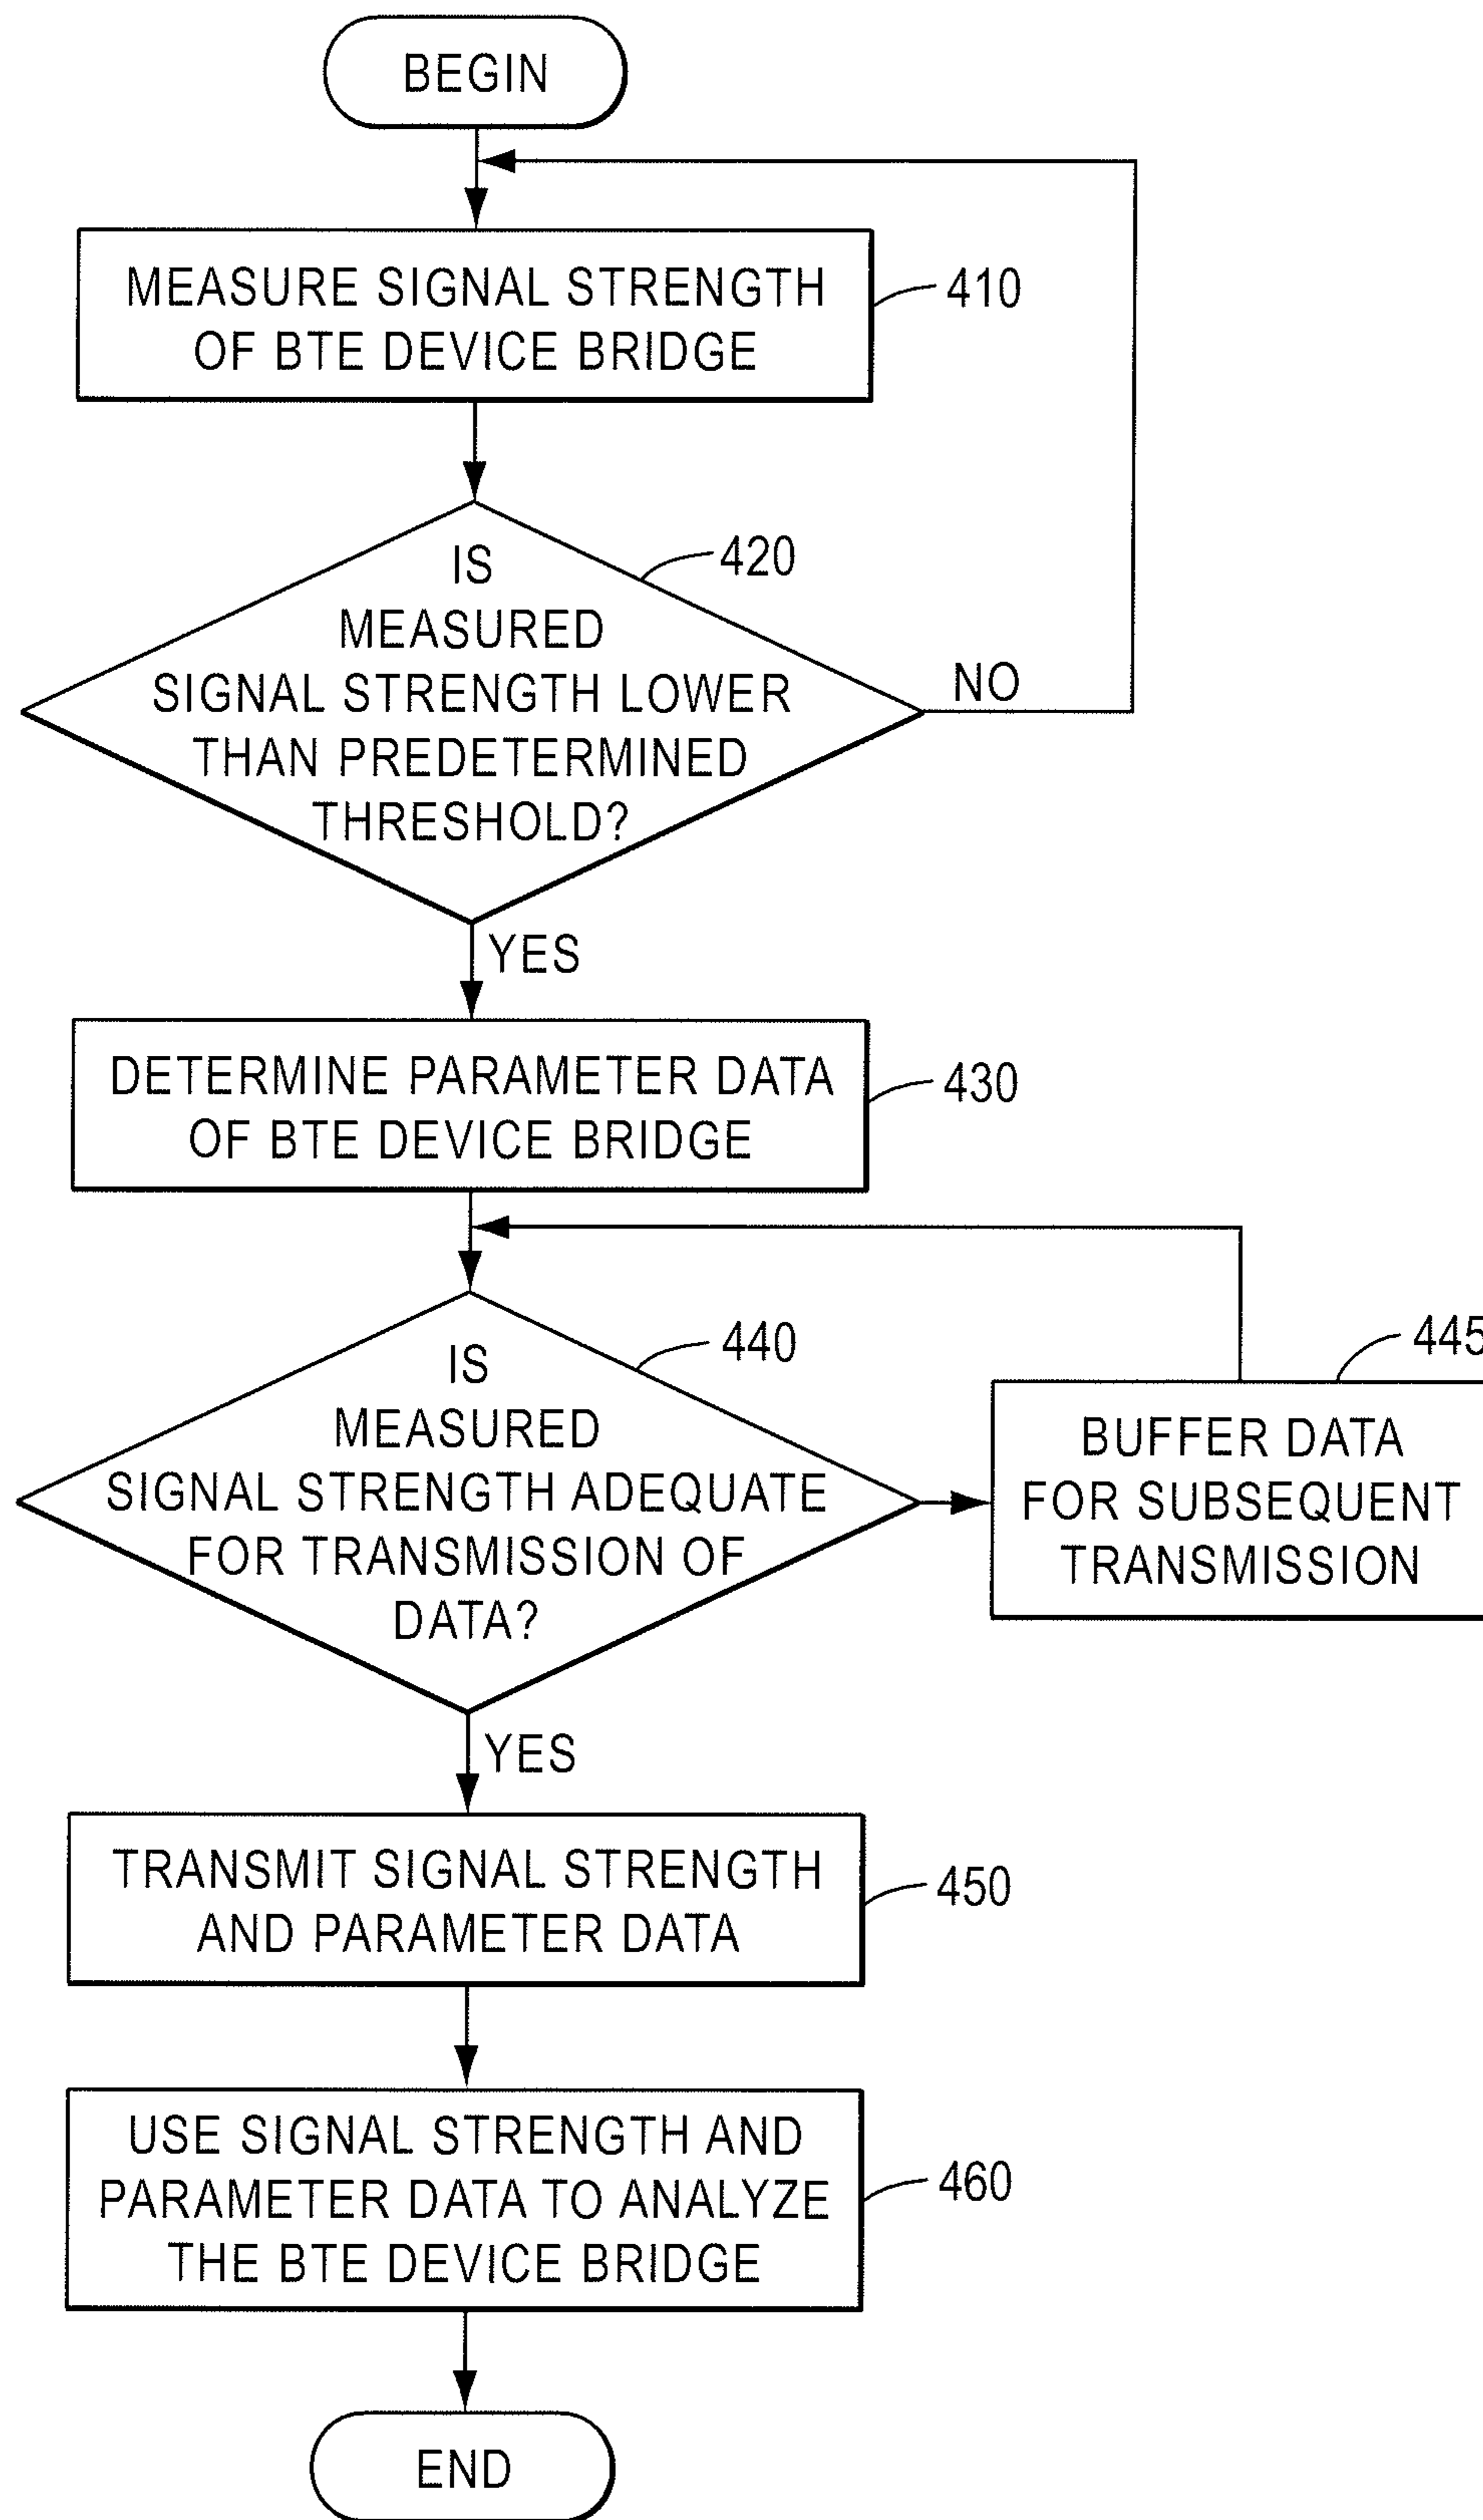 BEGIN
MEASURE SIGNAL STRENGTH
OF BTE DEVICE BRIDGE
410
IS
MEASURED
SIGNAL STRENGTH LOWER
THAN PREDETERMINED
THRESHOLD?
420
NO
YES
DETERMINE PARAMETER DATA
OF BTE DEVICE BRIDGE
430
IS
MEASURED
SIGNAL STRENGTH ADEQUATE
FOR TRANSMISSION OF
DATA?
440
445
BUFFER DATA
FOR SUBSEQUENT
TRANSMISSION
YES
TRANSMIT SIGNAL STRENGTH
AND PARAMETER DATA
450
USE SIGNAL STRENGTH AND
PARAMETER DATA TO ANALYZE
THE BTE DEVICE BRIDGE
460
END